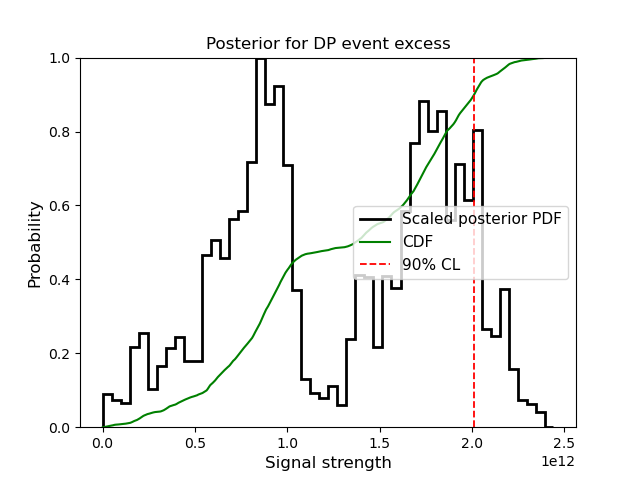 Posterior for DP event excess
1.0
0.8
0.6
0.4
0.2
0.0
Probability
Scaled posterior PDF
CDF
90% CL
0.0 0.5 1.0 1.5 2.0 2.5
1e12
Signal strength